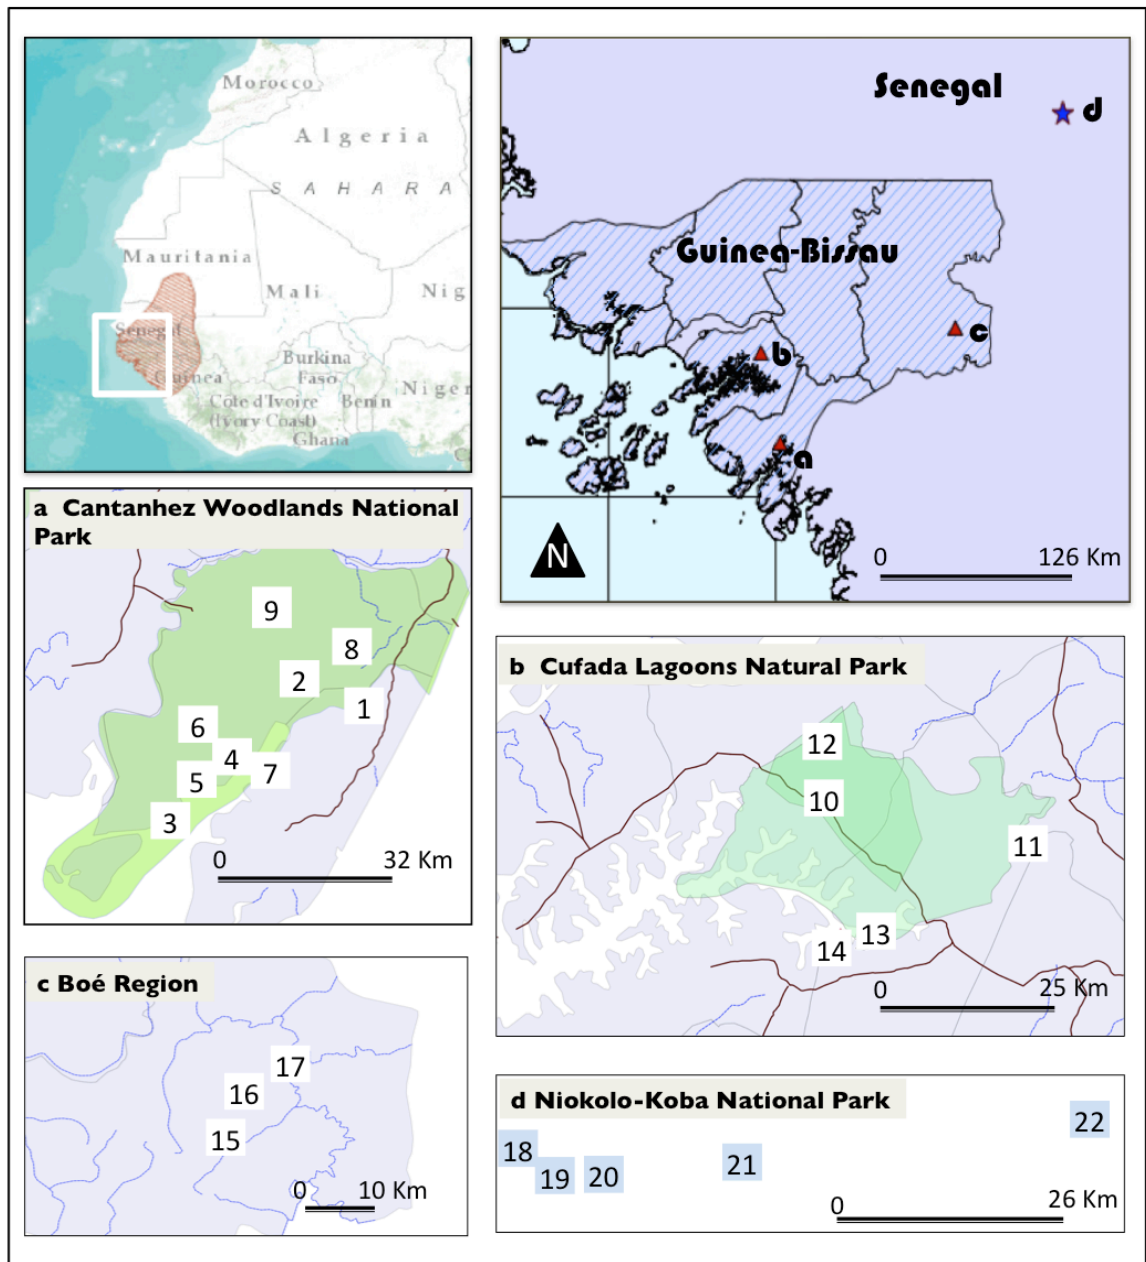 Morocco
Algeria
SAHARA
Mauritania
Mali
Nig
Senegal
Guinea
Burkina
Faso
Niger
Côte d'Ivoire
Benin
(Ivory Coast)
Ghana
Senegal
d
Guinea-Bissau
c
b
a
N
0 126 Km
a Cantanhez Woodlands National
Park
9
8
2
1
6
4
7
5
3
0 32 Km
b Cufada Lagoons Natural Park
12
10
11
13
14
0 25 Km
c Boé Region
17
16
15
0 10 Km
d Niokolo-Koba National Park
22
18
21
19 20
0 26 Km